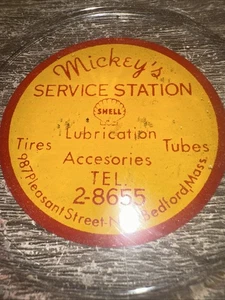 Mickey's
SERVICE STATION
SHELL
Lubrication
Tires
Tubes
Accesories
TEL.
2-8655
987 Pleasant Street-N. Bedford, Mass.